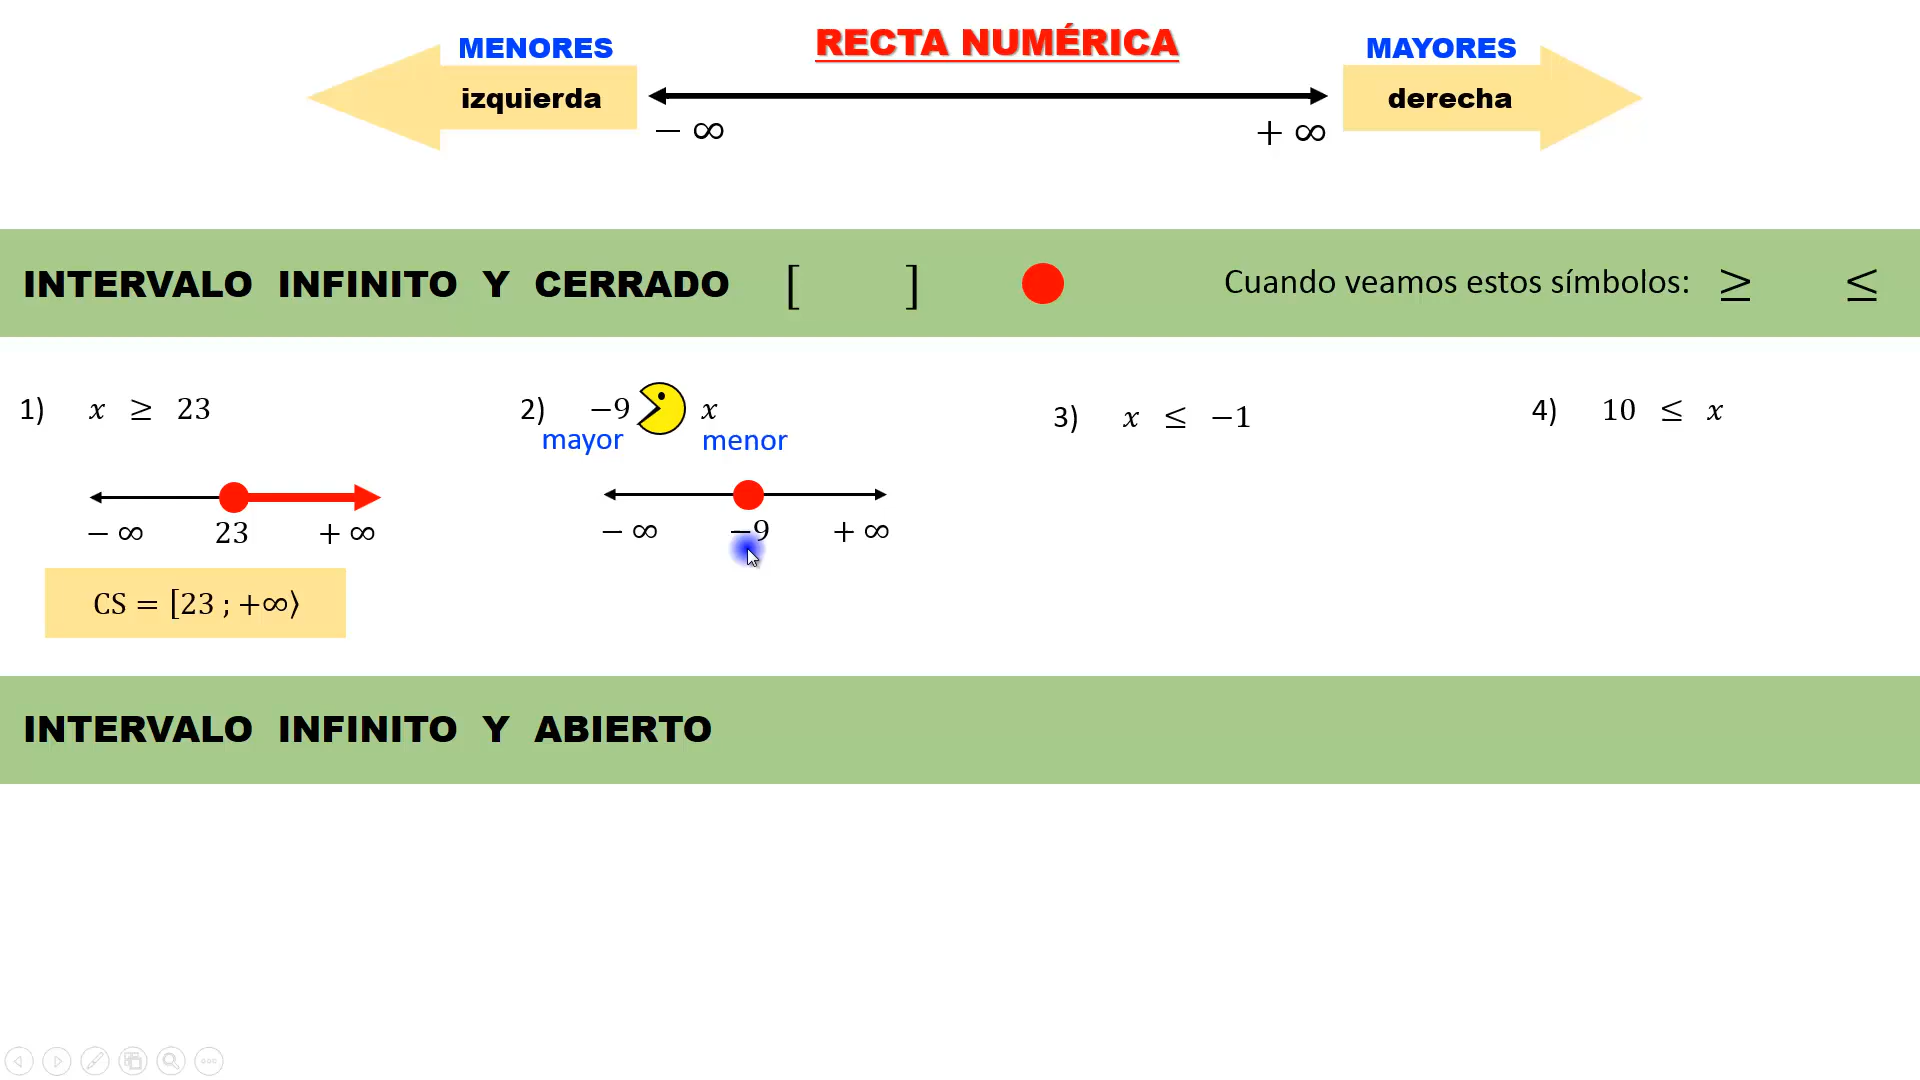 RECTA NUMÉRICA
MENORES
MAYORES
izquierda
derecha
− ∞
+ ∞
INTERVALO INFINITO Y CERRADO [ ] Cuando veamos estos símbolos: ≥ ≤
1) x ≥ 23
− ∞ 23 + ∞
CS = [23 ; +∞⟩
2) −9 x
mayor menor
− ∞ −9 + ∞
3) x ≤ −1
4) 10 ≤ x
INTERVALO INFINITO Y ABIERTO